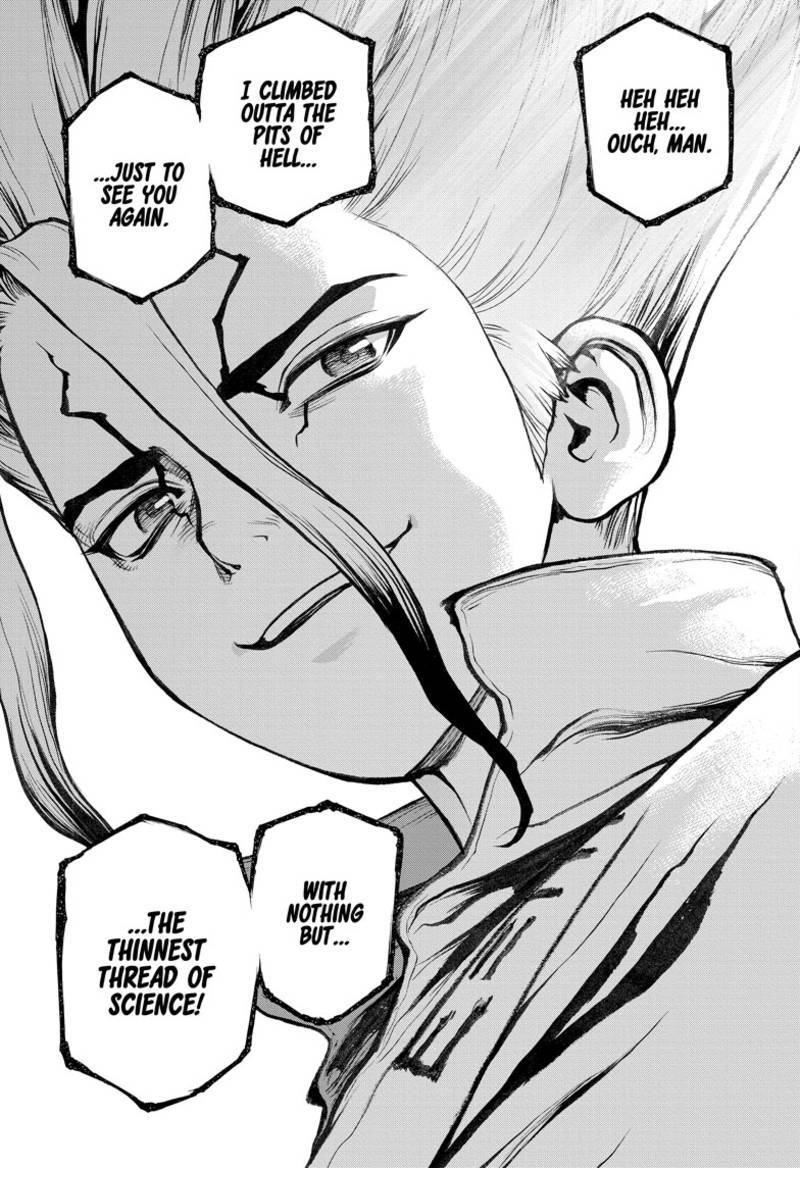 HEH HEH
HEH...
OUCH, MAN.
I CLIMBED
OUTTA THE
PITS OF
HELL...
...JUST TO
SEE YOU
AGAIN.
WITH
NOTHING
BUT...
...THE
THINNEST
THREAD OF
SCIENCE!